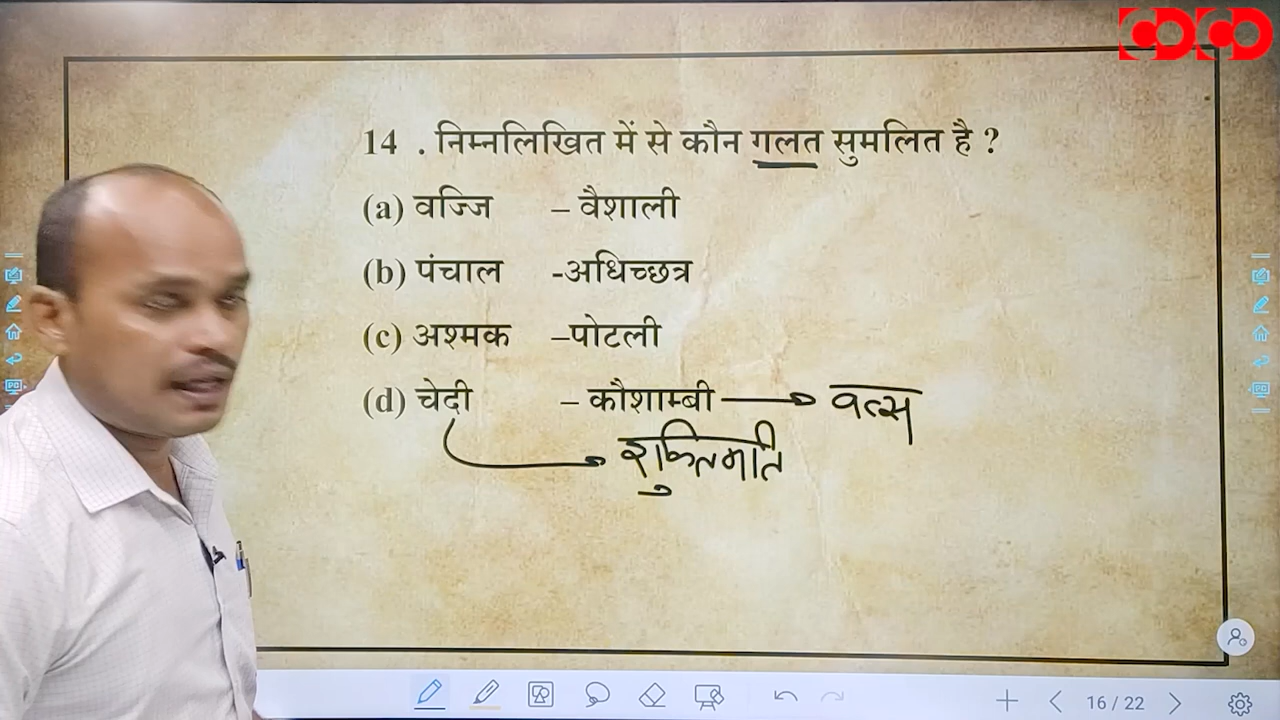 14 . निम्नलिखित में से कौन गलत सुमलित है ?
(a) वज्जि – वैशाली
(b) पंचाल -अधिच्छत्र
(c) अश्मक –पोटली
(d) चेदी – कौशाम्बी → वत्स
शुक्तिमति
16 / 22